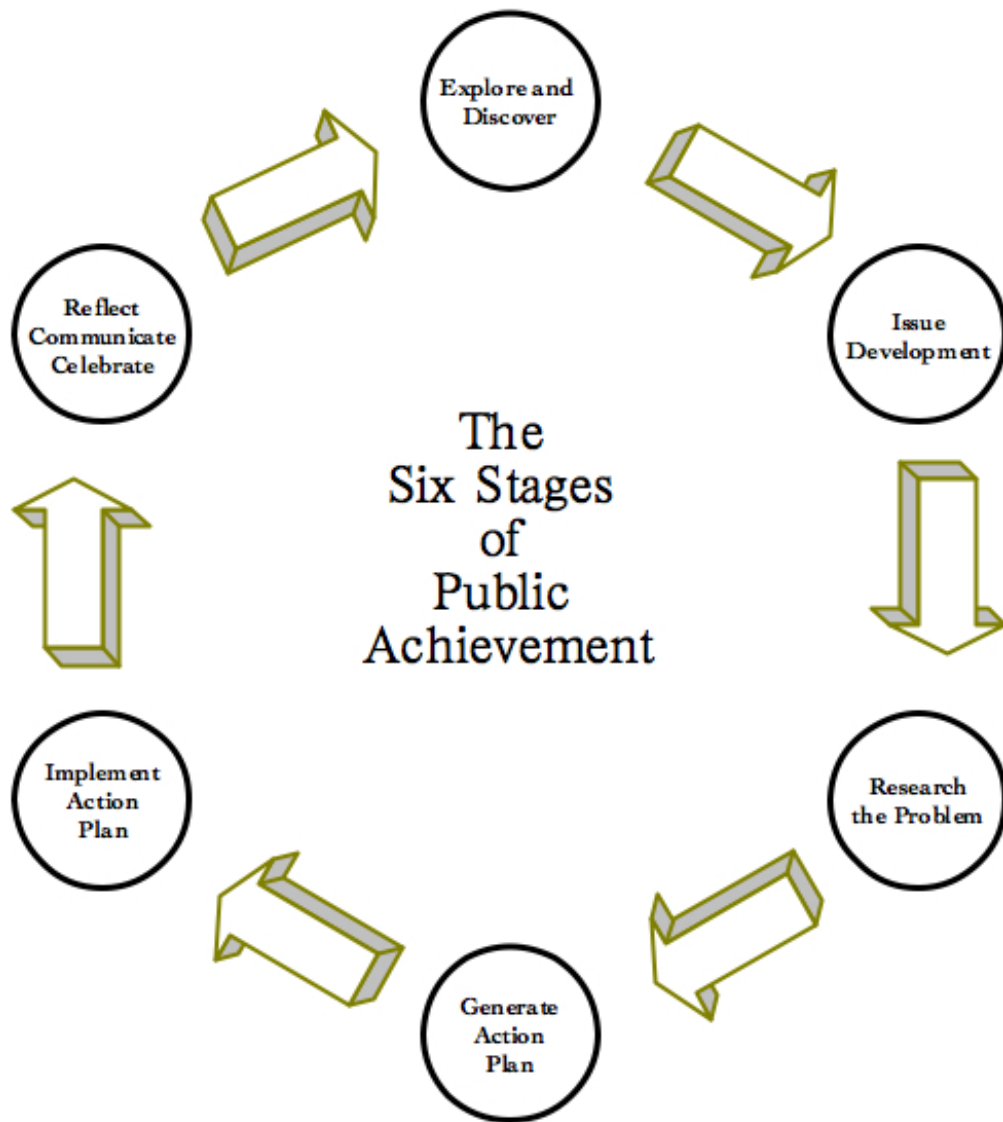 Explore and
Discover
Issue
Development
Research
the Problem
Generate
Action
Plan
Implement
Action
Plan
Reflect
Communicate
Celebrate
The
Six Stages
of
Public
Achievement